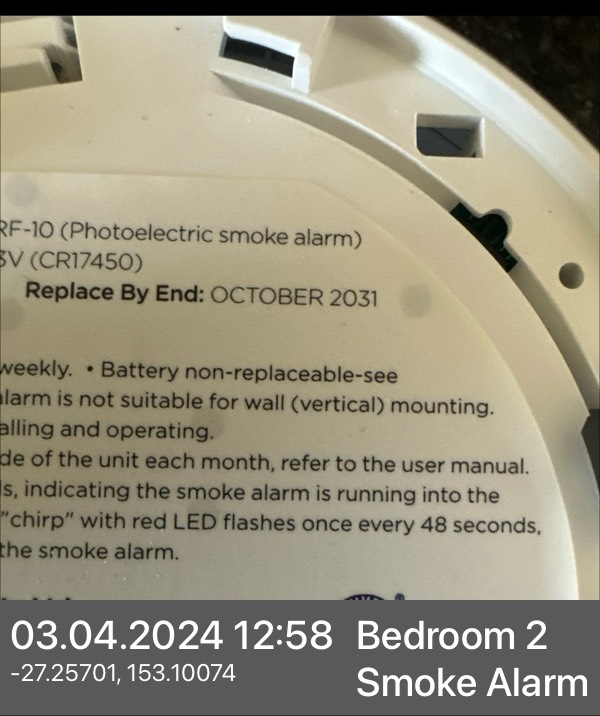 RF-10 (Photoelectric smoke alarm)
3V (CR17450)
Replace By End: OCTOBER 2031
weekly. • Battery non-replaceable-see
alarm is not suitable for wall (vertical) mounting.
alling and operating.
de of the unit each month, refer to the user manual.
ls, indicating the smoke alarm is running into the
"chirp" with red LED flashes once every 48 seconds,
the smoke alarm.
03.04.2024 12:58
-27.25701, 153.10074
Bedroom 2
Smoke Alarm